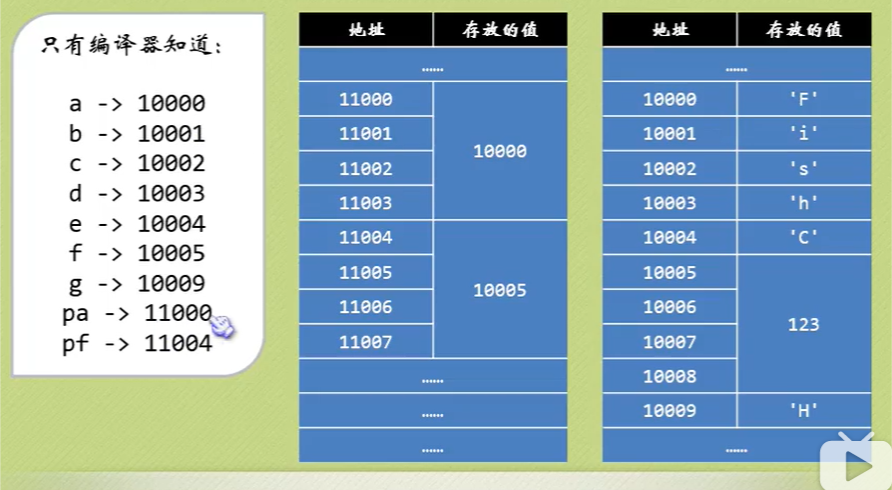 只有编译器知道：
a -> 10000
b -> 10001
c -> 10002
d -> 10003
e -> 10004
f -> 10005
g -> 10009
pa -> 11000
pf -> 11004
地址 存放的值
……
11000
11001
11002
11003
10000
11004
11005
11006
11007
10005
……
……
……
地址 存放的值
……
10000 'F'
10001 'i'
10002 's'
10003 'h'
10004 'C'
10005
10006
10007
10008
123
10009 'H'
……